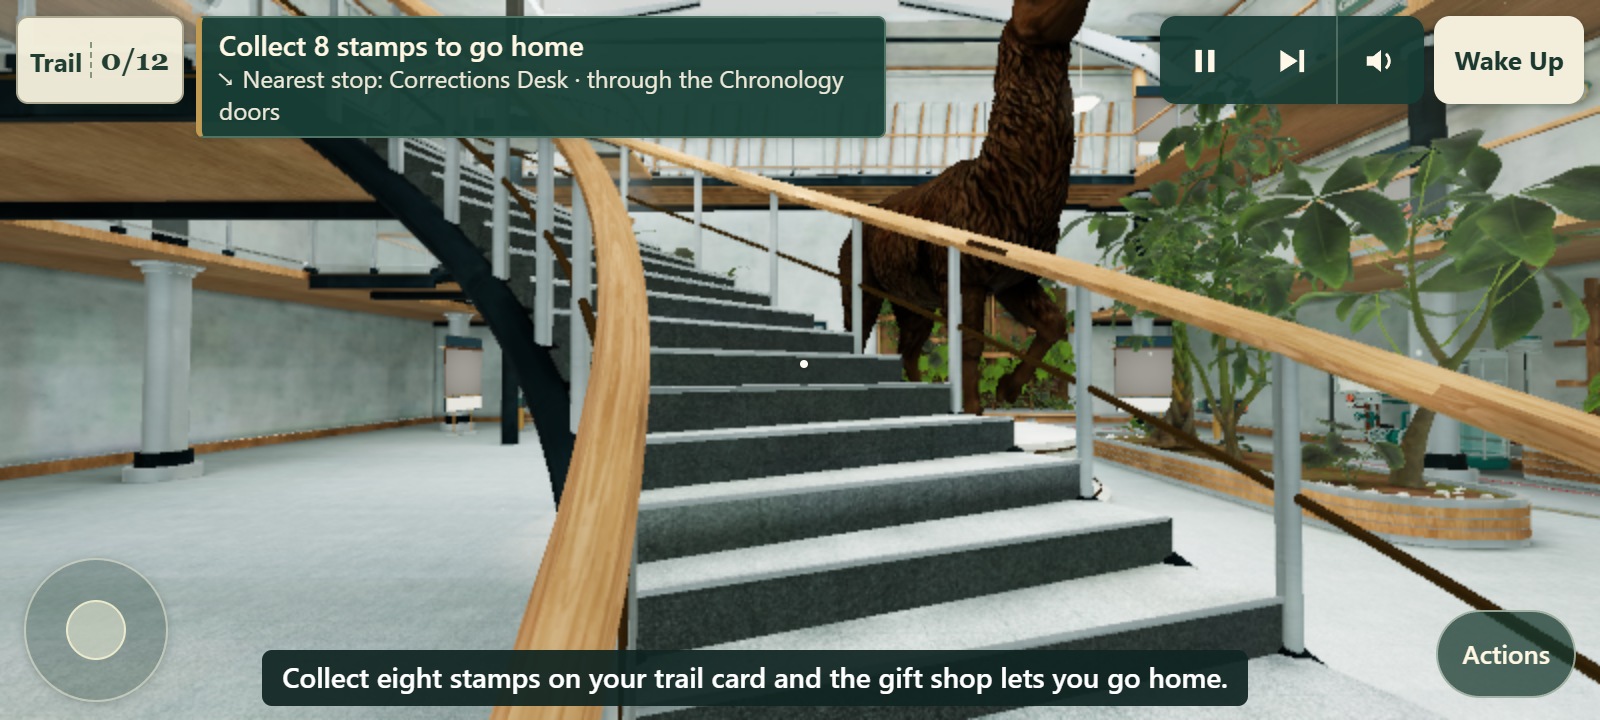 Trail 0/12
Collect 8 stamps to go home
↘ Nearest stop: Corrections Desk · through the Chronology
doors
Wake Up
Actions
Collect eight stamps on your trail card and the gift shop lets you go home.